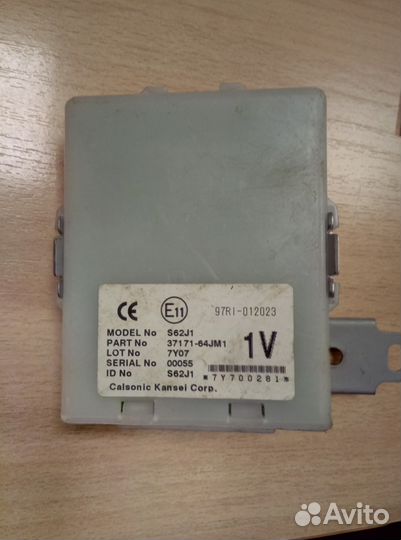 CE E11 97RI-012023
MODEL No S62J1
PART No 37171-64JM1
LOT No 7Y07
SERIAL No 00055
ID No S62J1
1V
*7Y700281*
Calsonic Kansei Corp.
Avito